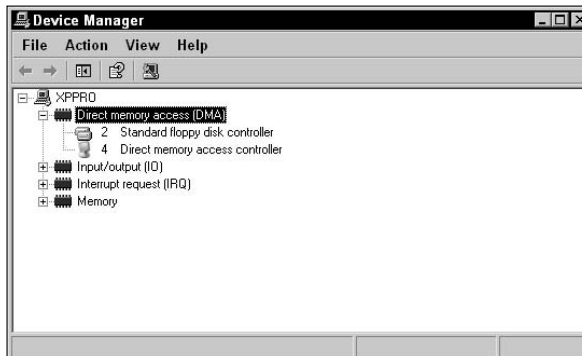 Device Manager
File Action View Help
XPPRO
Direct memory access (DMA)
2 Standard floppy disk controller
4 Direct memory access controller
Input/output (IO)
Interrupt request (IRQ)
Memory